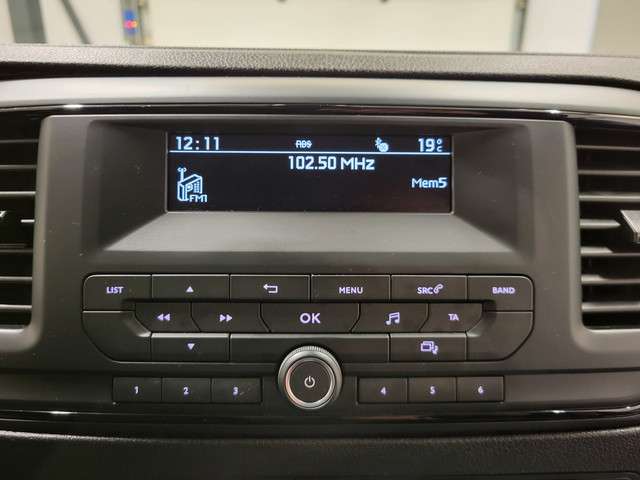 12:11 RDS 19°C
102.50 MHz
Mem5
FM1
LIST MENU SRC BAND
OK TA
1 2 3 4 5 6